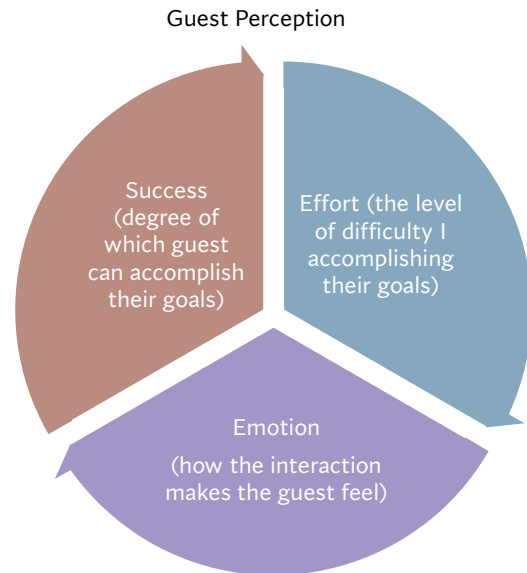 Guest Perception
Success
(degree of
which guest
can accomplish
their goals)
Effort (the level
of difficulty I
accomplishing
their goals)
Emotion
(how the interaction
makes the guest feel)